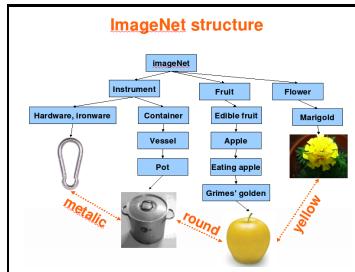 ImageNet structure
ImageNet
Instrument
Fruit
Flower
Hardware, ironware
Container
Edible fruit
Marigold
Vessel
Apple
Pot
Eating apple
Grimes' golden
metalic
round
yellow